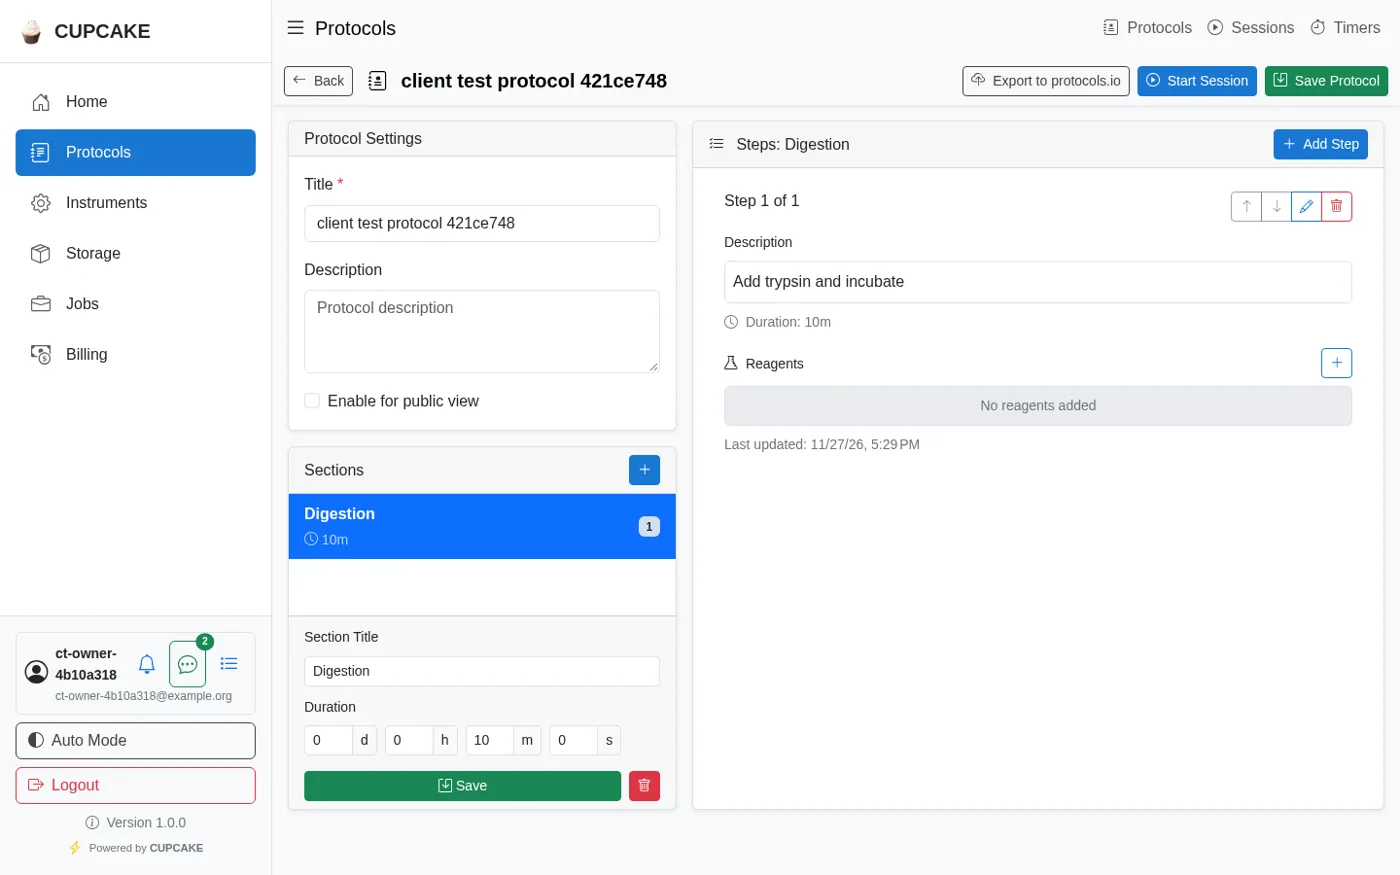 CUPCAKE
Protocols
Protocols
Sessions
Timers
Back
client test protocol 421ce748
Export to protocols.io
Start Session
Save Protocol
Home
Protocols
Instruments
Storage
Jobs
Billing
Protocol Settings
Title *
client test protocol 421ce748
Description
Protocol description
Enable for public view
Sections
Digestion
1
10m
Section Title
Digestion
Duration
0 d 0 h 10 m 0 s
Save
Steps: Digestion
Add Step
Step 1 of 1
Description
Add trypsin and incubate
Duration: 10m
Reagents
No reagents added
Last updated: 11/27/26, 5:29 PM
2
ct-owner-
4b10a318
ct-owner-4b10a318@example.org
Auto Mode
Logout
Version 1.0.0
Powered by CUPCAKE